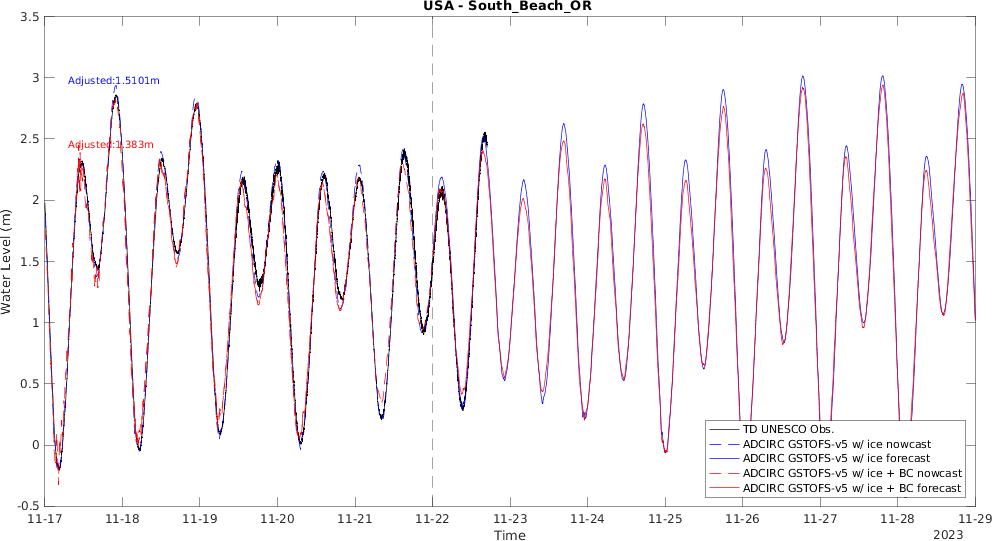 USA - South_Beach_OR
3.5
3
2.5
2
1.5
1
0.5
0
-0.5
Water Level (m)
Adjusted:1.5101m
Adjusted:1.383m
TD UNESCO Obs.
ADCIRC GSTOFS-v5 w/ ice nowcast
ADCIRC GSTOFS-v5 w/ ice forecast
ADCIRC GSTOFS-v5 w/ ice + BC nowcast
ADCIRC GSTOFS-v5 w/ ice + BC forecast
11-17 11-18 11-19 11-20 11-21 11-22 11-23 11-24 11-25 11-26 11-27 11-28 11-29
Time
2023